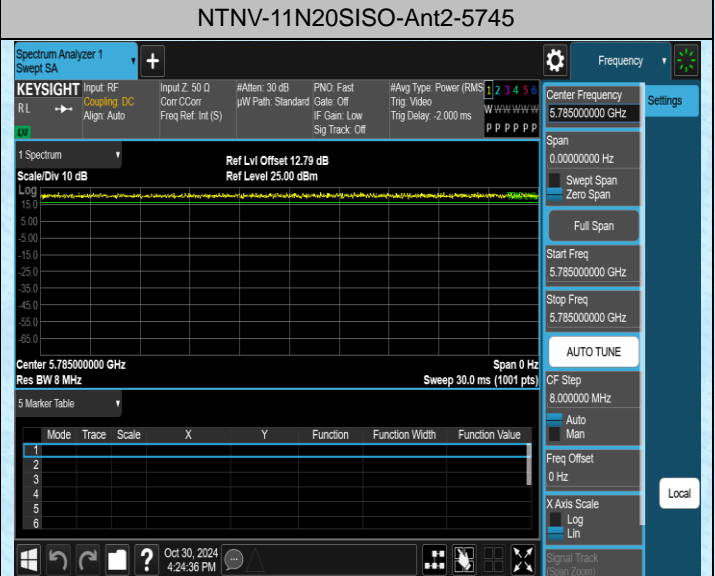 NTNV-11N20SISO-Ant2-5745
Spectrum Analyzer 1
Swept SA
Frequency
KEYSIGHT
RL
LXI
Input: RF
Coupling: DC
Align: Auto
Input Z: 50 Ω
Corr CCorr
Freq Ref: Int (S)
#Atten: 30 dB
µW Path: Standard
PNO: Fast
Gate: Off
IF Gain: Low
Sig Track: Off
#Avg Type: Power (RMS
Trig: Video
Trig Delay: -2.000 ms
1 2 3 4 5 6
W W W W W W
P P P P P P
Center Frequency
5.785000000 GHz
Settings
Span
0.00000000 Hz
Swept Span
Zero Span
Full Span
Start Freq
5.785000000 GHz
Stop Freq
5.785000000 GHz
AUTO TUNE
CF Step
8.000000 MHz
Auto
Man
Freq Offset
0 Hz
X Axis Scale
Log
Lin
Signal Track
(Span Zoom)
Local
1 Spectrum
Scale/Div 10 dB
Ref Lvl Offset 12.79 dB
Ref Level 25.00 dBm
Log
15.0
5.00
-5.00
-15.0
-25.0
-35.0
-45.0
-55.0
-65.0
Center 5.785000000 GHz
Span 0 Hz
Res BW 8 MHz
Sweep 30.0 ms (1001 pts)
5 Marker Table
Mode Trace Scale X Y Function Function Width Function Value
1
2
3
4
5
6
?
Oct 30, 2024
4:24:36 PM